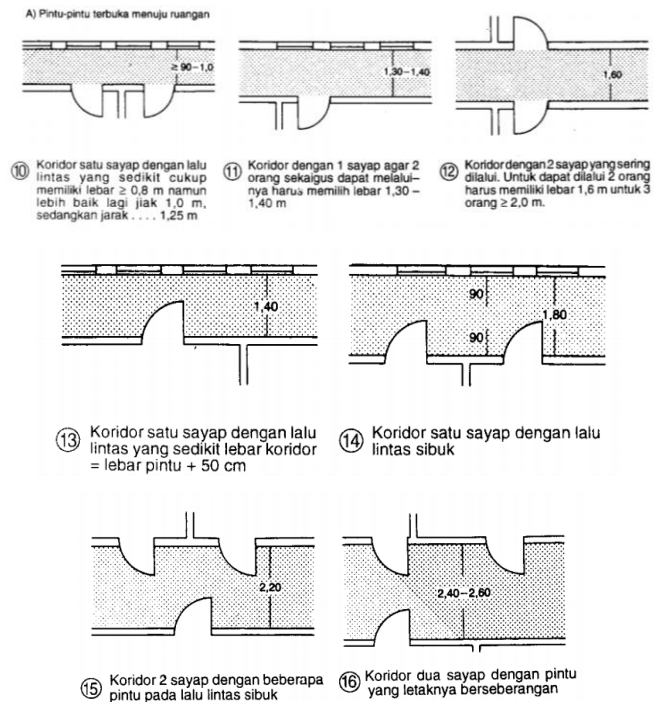 A) Pintu-pintu terbuka menuju ruangan
≥ 90–1,0
1,30–1,40
1,60
10 Koridor satu sayap dengan lalu
lintas yang sedikit cukup
memiliki lebar ≥ 0,8 m namun
lebih baik lagi jiak 1,0 m,
sedangkan jarak . . . . 1,25 m
11 Koridor dengan 1 sayap agar 2
orang sekaigus dapat melalui-
nya harus memilih lebar 1,30 –
1,40 m
12 Koridor dengan 2 sayap yang sering
dilalui. Untuk dapat dilalui 2 orang
harus memiliki lebar 1,6 m untuk 3
orang ≥ 2,0 m.
1,40
90
90
1,80
13 Koridor satu sayap dengan lalu
lintas yang sedikit lebar koridor
= lebar pintu + 50 cm
14 Koridor satu sayap dengan lalu
lintas sibuk
2,20
2,40–2,60
15 Koridor 2 sayap dengan beberapa
pintu pada lalu lintas sibuk
16 Koridor dua sayap dengan pintu
yang letaknya berseberangan